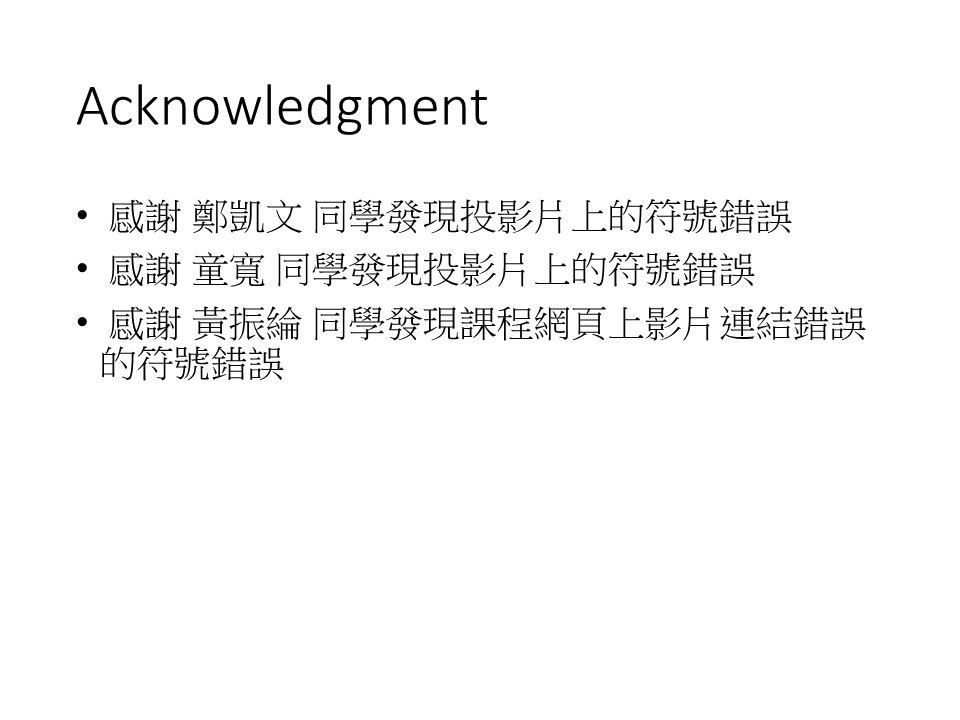 Acknowledgment
• 感謝 鄭凱文 同學發現投影片上的符號錯誤
• 感謝 童寬 同學發現投影片上的符號錯誤
• 感謝 黃振綸 同學發現課程網頁上影片連結錯誤
的符號錯誤